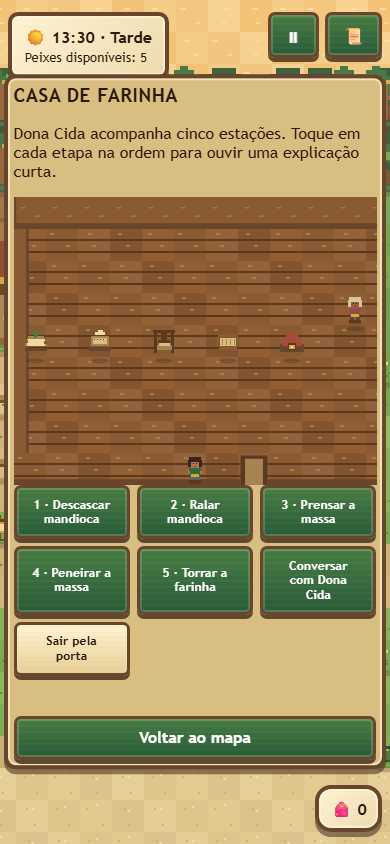 13:30 · Tarde
Peixes disponíveis: 5
CASA DE FARINHA
Dona Cida acompanha cinco estações. Toque em
cada etapa na ordem para ouvir uma explicação
curta.
1 · Descascar
mandioca
2 · Ralar
mandioca
3 · Prensar a
massa
4 · Peneirar a
massa
5 · Torrar a
farinha
Conversar
com Dona
Cida
Sair pela
porta
Voltar ao mapa
0